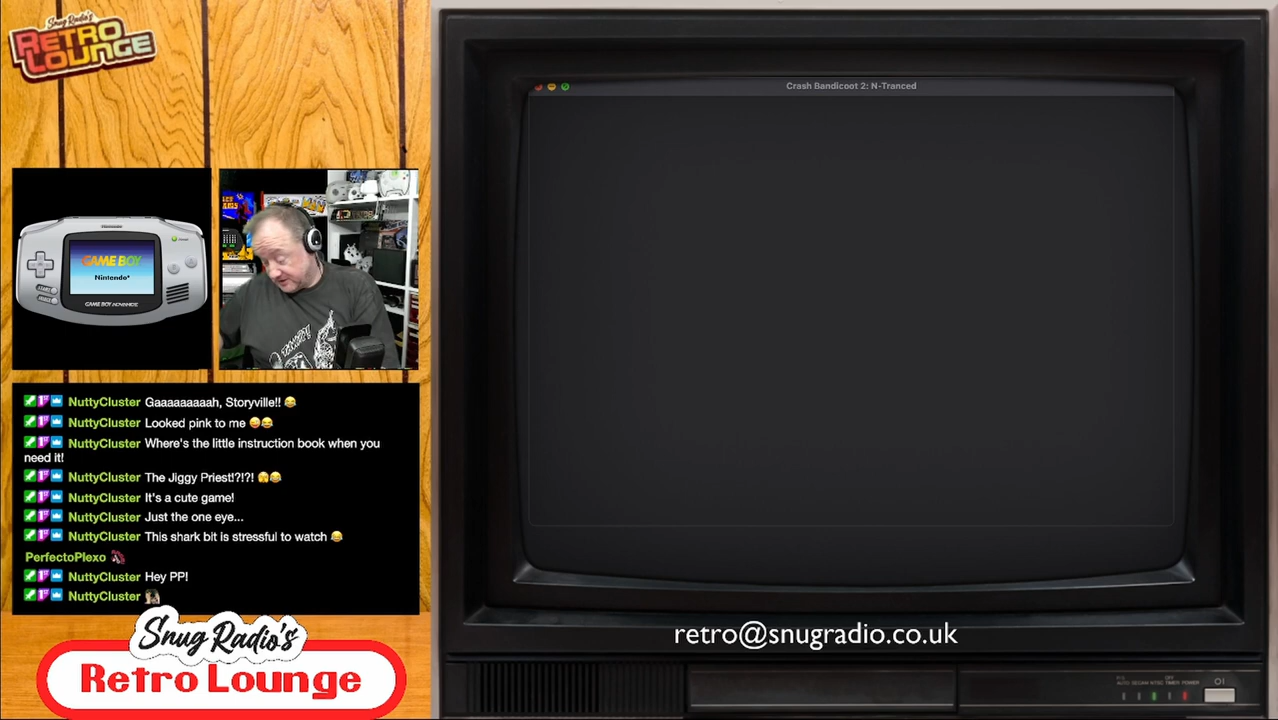 Snug Radio's
RETRO
LOUNGE
Crash Bandicoot 2: N-Tranced
Nintendo
GAME BOY
Nintendo
GAME BOY ADVANCE
NuttyCluster Gaaaaaaaaah, Storyville!! 😂
NuttyCluster Looked pink to me 😜😂
NuttyCluster Where's the little instruction book when you
need it!
NuttyCluster The Jiggy Priest!?!?! 🫣😂
NuttyCluster It's a cute game!
NuttyCluster Just the one eye...
NuttyCluster This shark bit is stressful to watch 😂
PerfectoPlexo
NuttyCluster Hey PP!
NuttyCluster
Snug Radio's
Retro Lounge
retro@snugradio.co.uk